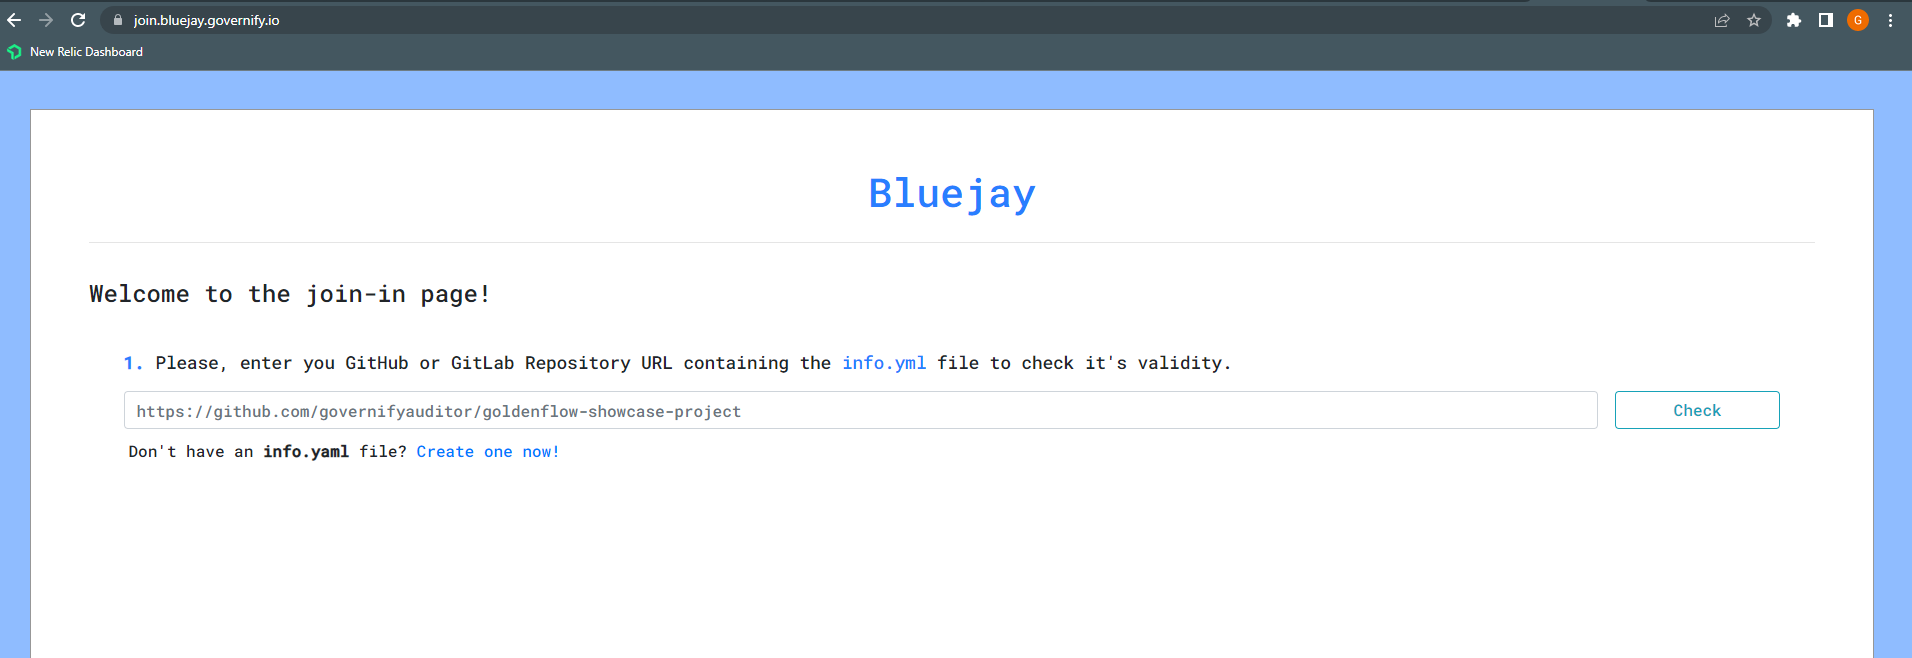 join.bluejay.governify.io
G
New Relic Dashboard
Bluejay
Welcome to the join-in page!
1. Please, enter you GitHub or GitLab Repository URL containing the info.yml file to check it's validity.
https://github.com/governifyauditor/goldenflow-showcase-project
Check
Don't have an info.yaml file? Create one now!